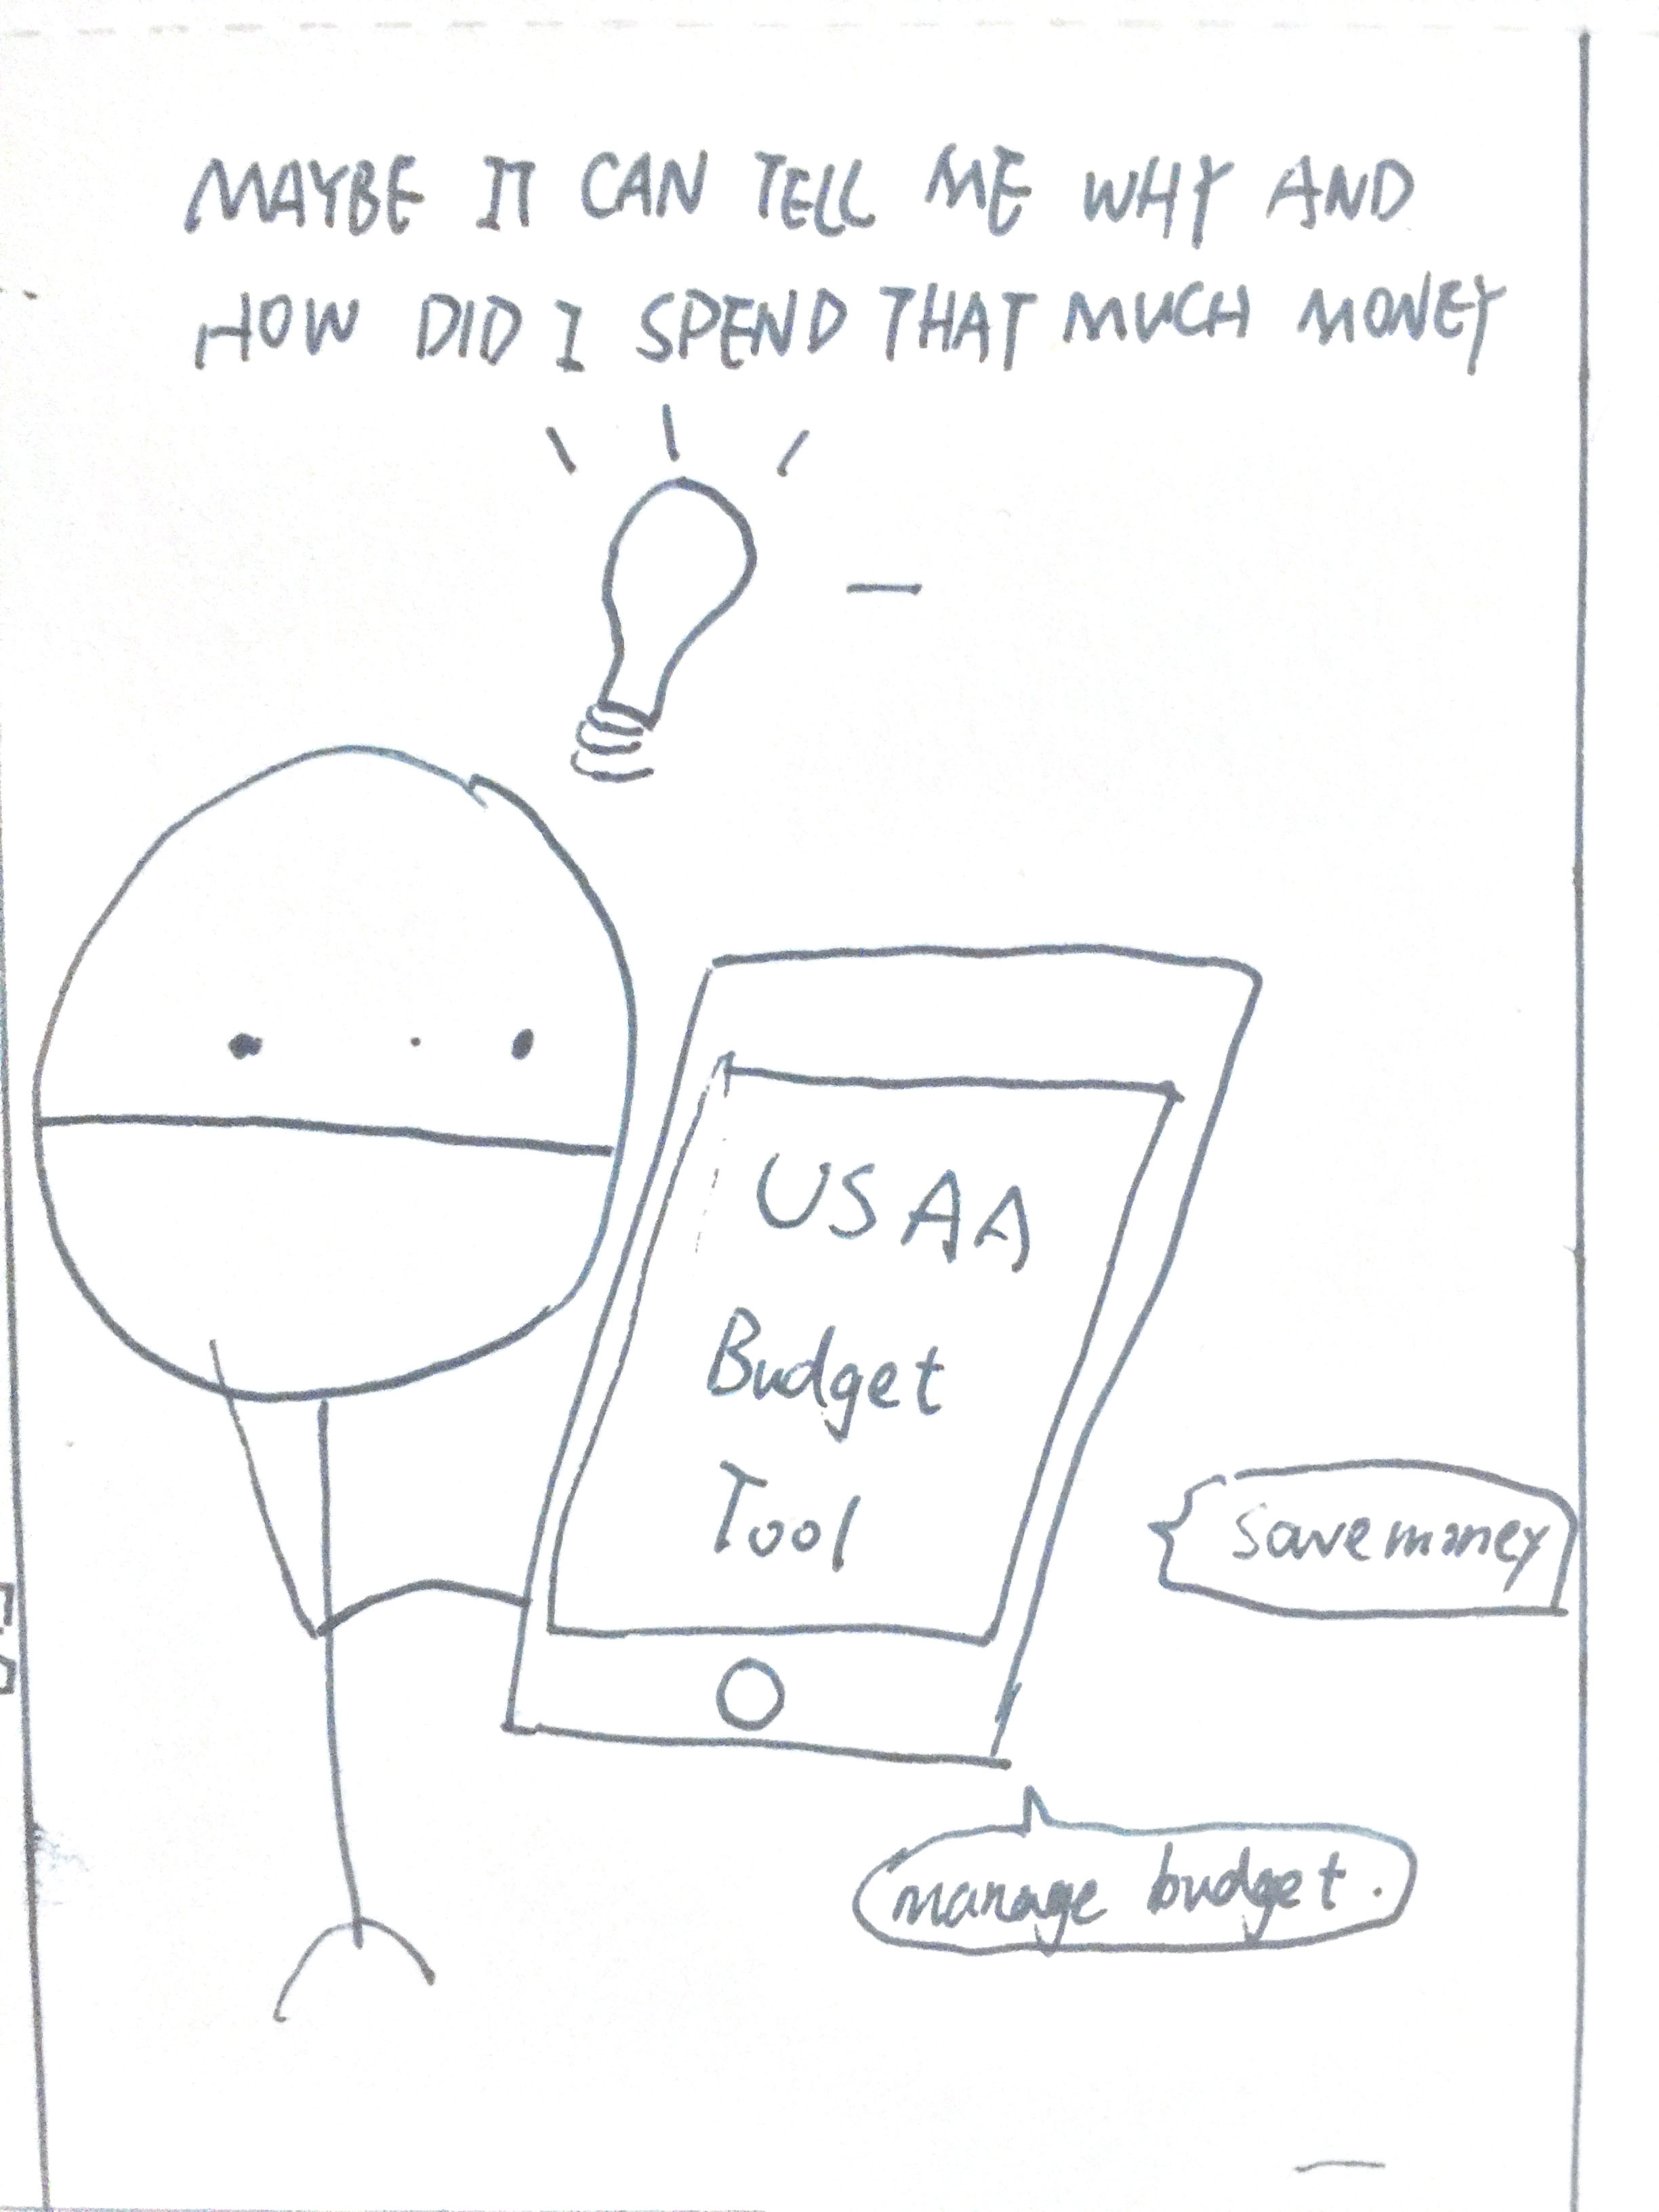 MAYBE IT CAN TELL ME WHY AND
HOW DID I SPEND THAT MUCH MONEY
USAA
Budget
Tool
save money
manage budget.